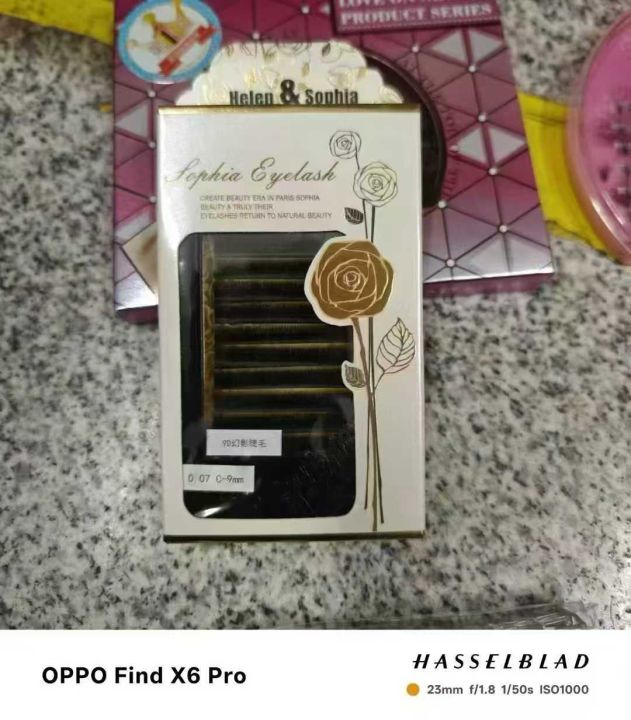 PRODUCT SERIES
Helen & Sophia
Sophia Eyelash
CREATE BEAUTY ERA IN PARIS SOPHIA
BEAUTY & TRULY THEIR
EYELASHES RETURN TO NATURAL BEAUTY
9D幻影睫毛
0 07 C-9mm
OPPO Find X6 Pro
HASSELBLAD
23mm f/1.8 1/50s ISO1000